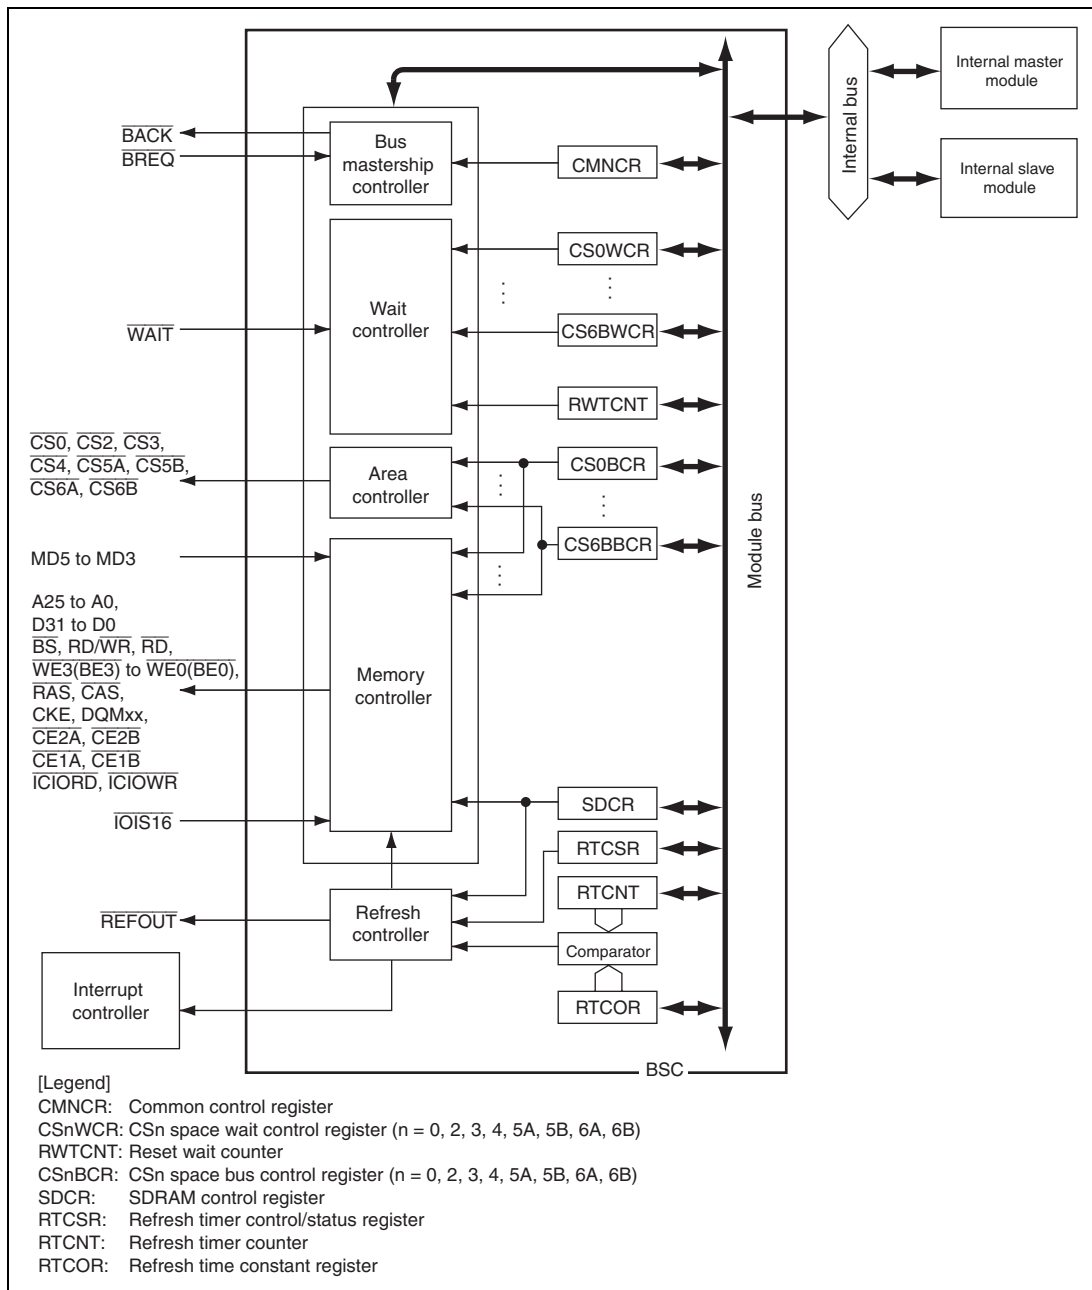 BACK
BREQ
Bus
mastership
controller
CMNCR
Internal bus
Internal master
module
Internal slave
module
CS0WCR
Wait
controller
WAIT
CS6BWCR
RWTCNT
CS0, CS2, CS3,
CS4, CS5A, CS5B,
CS6A, CS6B
Area
controller
CS0BCR
CS6BBCR
Module bus
MD5 to MD3
A25 to A0,
D31 to D0
BS, RD/WR, RD,
WE3(BE3) to WE0(BE0),
RAS, CAS,
CKE, DQMxx,
CE2A, CE2B
CE1A, CE1B
ICIORD, ICIOWR
Memory
controller
IOIS16
SDCR
RTCSR
RTCNT
Comparator
RTCOR
REFOUT
Refresh
controller
Interrupt
controller
BSC
[Legend]
CMNCR: Common control register
CSnWCR: CSn space wait control register (n = 0, 2, 3, 4, 5A, 5B, 6A, 6B)
RWTCNT: Reset wait counter
CSnBCR: CSn space bus control register (n = 0, 2, 3, 4, 5A, 5B, 6A, 6B)
SDCR: SDRAM control register
RTCSR: Refresh timer control/status register
RTCNT: Refresh timer counter
RTCOR: Refresh time constant register